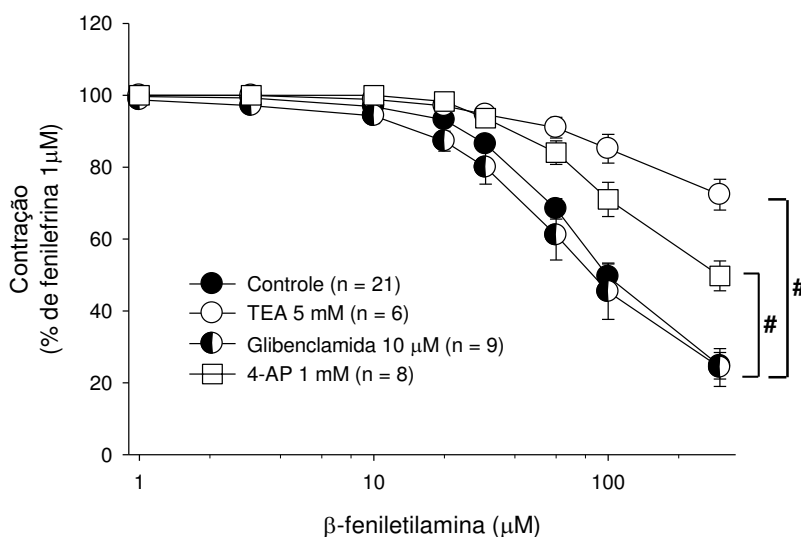 120
100
80
60
40
20
0
Contração
(% de fenilefrina 1μM)
Controle (n = 21)
TEA 5 mM (n = 6)
Glibenclamida 10 μM (n = 9)
4-AP 1 mM (n = 8)
#
#
1
10
100
β-feniletilamina (μM)